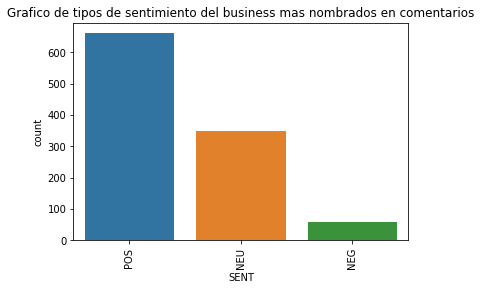 Grafico de tipos de sentimiento del business mas nombrados en comentarios
600
500
400
300
200
100
0
count
POS
NEU
NEG
SENT